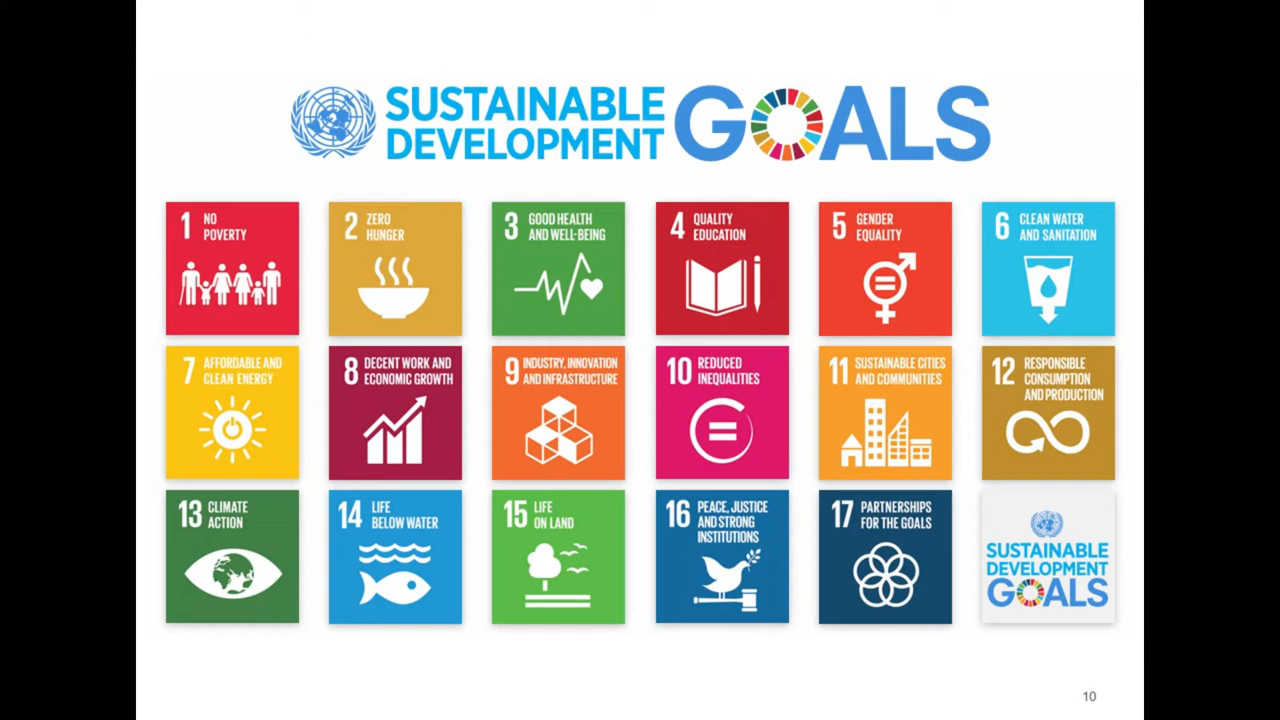 SUSTAINABLE
DEVELOPMENT
GOALS
1 NO
POVERTY
2 ZERO
HUNGER
3 GOOD HEALTH
AND WELL-BEING
4 QUALITY
EDUCATION
5 GENDER
EQUALITY
6 CLEAN WATER
AND SANITATION
7 AFFORDABLE AND
CLEAN ENERGY
8 DECENT WORK AND
ECONOMIC GROWTH
9 INDUSTRY, INNOVATION
AND INFRASTRUCTURE
10 REDUCED
INEQUALITIES
11 SUSTAINABLE CITIES
AND COMMUNITIES
12 RESPONSIBLE
CONSUMPTION
AND PRODUCTION
13 CLIMATE
ACTION
14 LIFE
BELOW WATER
15 LIFE
ON LAND
16 PEACE, JUSTICE
AND STRONG
INSTITUTIONS
17 PARTNERSHIPS
FOR THE GOALS
SUSTAINABLE
DEVELOPMENT
GOALS
10